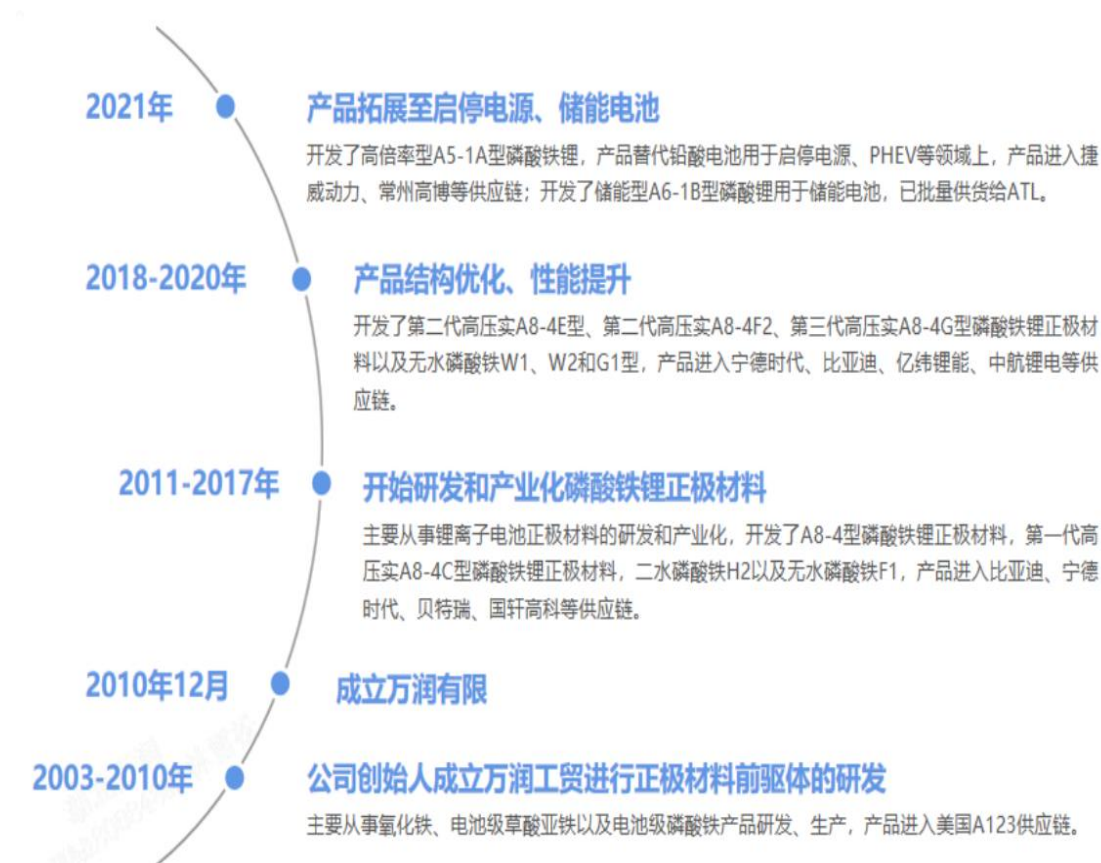 2021年
产品拓展至启停电源、储能电池
开发了高倍率型A5-1A型磷酸铁锂，产品替代铅酸电池用于启停电源、PHEV等领域上，产品进入捷
威动力、常州高博等供应链；开发了储能型A6-1B型磷酸锂用于储能电池，已批量供货给ATL。
2018-2020年
产品结构优化、性能提升
开发了第二代高压实A8-4E型、第二代高压实A8-4F2、第三代高压实A8-4G型磷酸铁锂正极材
料以及无水磷酸铁W1、W2和G1型，产品进入宁德时代、比亚迪、亿纬锂能、中航锂电等供
应链。
2011-2017年
开始研发和产业化磷酸铁锂正极材料
主要从事锂离子电池正极材料的研发和产业化，开发了A8-4型磷酸铁锂正极材料，第一代高
压实A8-4C型磷酸铁锂正极材料，二水磷酸铁H2以及无水磷酸铁F1，产品进入比亚迪、宁德
时代、贝特瑞、国轩高科等供应链。
2010年12月
成立万润有限
2003-2010年
公司创始人成立万润工贸进行正极材料前驱体的研发
主要从事氧化铁、电池级草酸亚铁以及电池级磷酸铁产品研发、生产，产品进入美国A123供应链。